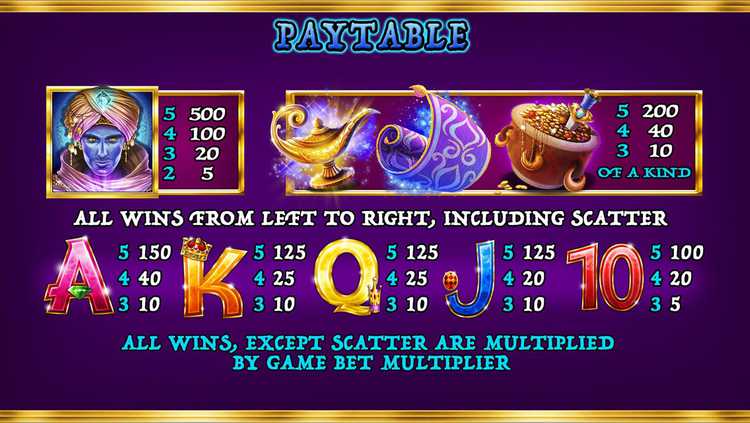 PAYTABLE
5 500
4 100
3 20
2 5
5 200
4 40
3 10
OF A KIND
ALL WINS FROM LEFT TO RIGHT, INCLUDING SCATTER
A
5 150
4 40
3 10
K
5 125
4 25
3 10
Q
5 125
4 25
3 10
J
5 125
4 20
3 10
10
5 100
4 20
3 5
ALL WINS, EXCEPT SCATTER ARE MULTIPLIED
BY GAME BET MULTIPLIER